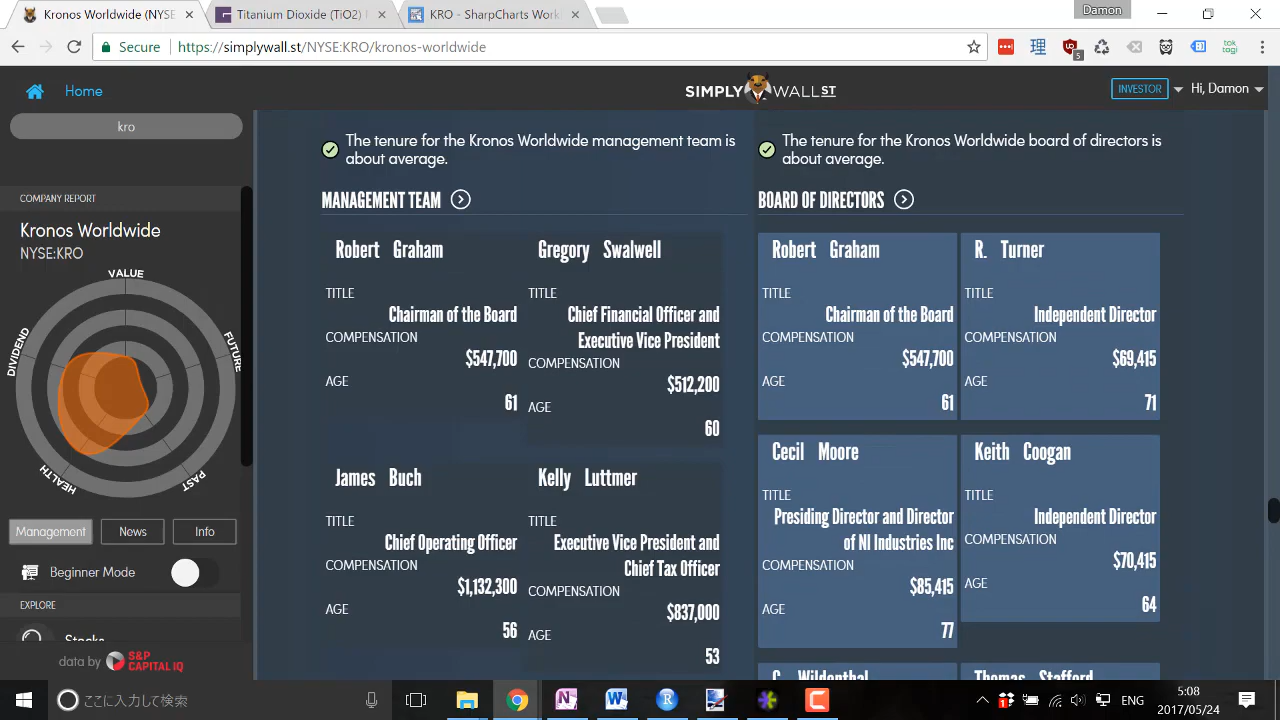 Kronos Worldwide (NYSE:
Titanium Dioxide (TiO2)
KRO - SharpCharts Work
Damon
Secure
https://simplywall.st/NYSE:KRO/kronos-worldwide
5
Home
SIMPLY WALL ST
INVESTOR
Hi, Damon
kro
COMPANY REPORT
Kronos Worldwide
NYSE:KRO
VALUE
FUTURE
PAST
HEALTH
DIVIDEND
Management
News
Info
Beginner Mode
EXPLORE
Stocks
data by S&P CAPITAL IQ
The tenure for the Kronos Worldwide management team is
about average.
MANAGEMENT TEAM
Robert Graham
TITLE
Chairman of the Board
COMPENSATION
$547,700
AGE
61
Gregory Swalwell
TITLE
Chief Financial Officer and
Executive Vice President
COMPENSATION
$512,200
AGE
60
James Buch
TITLE
Chief Operating Officer
COMPENSATION
$1,132,300
AGE
56
Kelly Luttmer
TITLE
Executive Vice President and
Chief Tax Officer
COMPENSATION
$837,000
AGE
53
The tenure for the Kronos Worldwide board of directors is
about average.
BOARD OF DIRECTORS
Robert Graham
TITLE
Chairman of the Board
COMPENSATION
$547,700
AGE
61
R. Turner
TITLE
Independent Director
COMPENSATION
$69,415
AGE
71
Cecil Moore
TITLE
Presiding Director and Director
of NI Industries Inc
COMPENSATION
$85,415
AGE
77
Keith Coogan
TITLE
Independent Director
COMPENSATION
$70,415
AGE
64
C. Wildenthal
Thomas Stafford
ここに入力して検索
ENG
5:08
2017/05/24